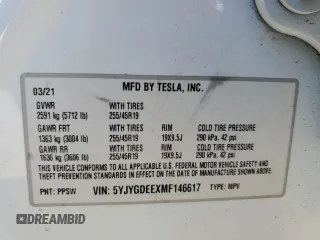 MFD BY TESLA, INC.
03/21
GVWR WITH TIRES
2591 kg (5712 lb) 255/45R19
GAWR FRT WITH TIRES RIM COLD TIRE PRESSURE
1363 kg (3004 lb) 255/45R19 19X9.5J 290 kPa, 42 psi
GAWR RR WITH TIRES RIM COLD TIRE PRESSURE
1636 kg (3606 lb) 255/45R19 19X9.5J 290 kPa, 42 psi
THIS VEHICLE CONFORMS TO ALL APPLICABLE FEDERAL MOTOR VEHICLE
SAFETY, BUMPER, AND THEFT PREVENTION STANDARDS IN EFFECT ON THE DATE OF
MANUFACTURE SHOWN ABOVE.
PNT: PPSW VIN: 5YJYGDEEXMF146617 TYPE: MPV
DREAMBID